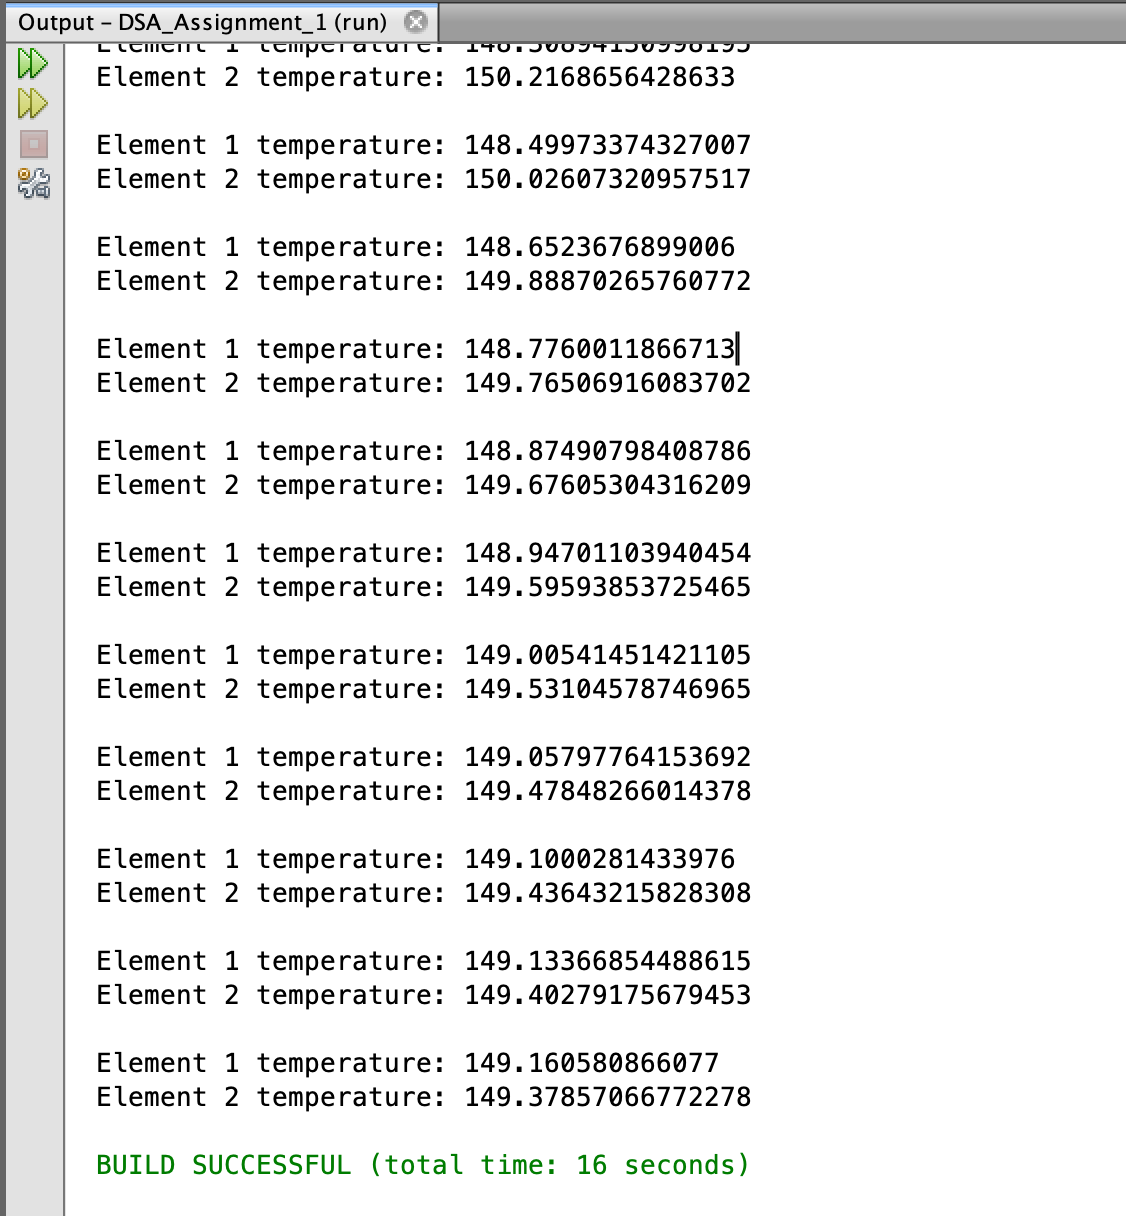 Output – DSA_Assignment_1 (run)
Element 1 temperature:
Element 2 temperature: 150.2168656428633
Element 1 temperature: 148.49973374327007
Element 2 temperature: 150.02607320957517
Element 1 temperature: 148.6523676899006
Element 2 temperature: 149.88870265760772
Element 1 temperature: 148.7760011866713
Element 2 temperature: 149.76506916083702
Element 1 temperature: 148.87490798408786
Element 2 temperature: 149.67605304316209
Element 1 temperature: 148.94701103940454
Element 2 temperature: 149.59593853725465
Element 1 temperature: 149.00541451421105
Element 2 temperature: 149.53104578746965
Element 1 temperature: 149.05797764153692
Element 2 temperature: 149.47848266014378
Element 1 temperature: 149.1000281433976
Element 2 temperature: 149.43643215828308
Element 1 temperature: 149.13366854488615
Element 2 temperature: 149.40279175679453
Element 1 temperature: 149.160580866077
Element 2 temperature: 149.37857066772278
BUILD SUCCESSFUL (total time: 16 seconds)